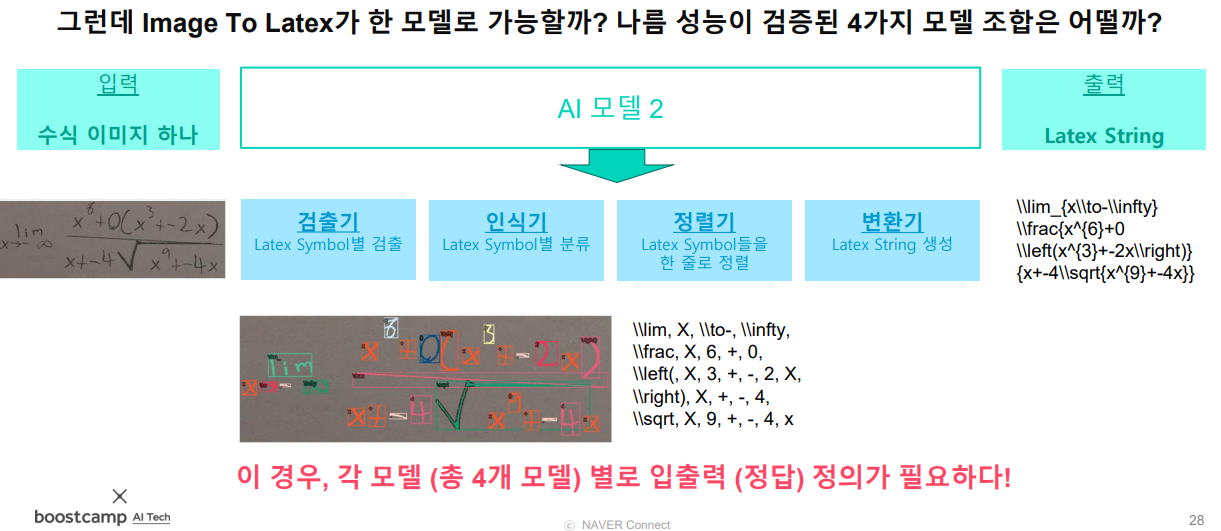 그런데 Image To Latex가 한 모델로 가능할까? 나름 성능이 검증된 4가지 모델 조합은 어떨까?
입력
수식 이미지 하나
AI 모델 2
출력
Latex String
lim
x→-∞
x^6+0(x^3+-2x)
x+-4√x^9+-4x
검출기
Latex Symbol별 검출
인식기
Latex Symbol별 분류
정렬기
Latex Symbol들을
한 줄로 정렬
변환기
Latex String 생성
\\lim_{x\\to-\\infty}
\\frac{x^{6}+0
\\left(x^{3}+-2x\\right)}
{x+-4\\sqrt{x^{9}+-4x}}
lim
x→-∞
x^6+0(x^3+-2x)
x+-4√x^9+-4x
\\lim, X, \\to-, \\infty,
\\frac, X, 6, +, 0,
\\left(, X, 3, +, -, 2, X,
\\right), X, +, -, 4,
\\sqrt, X, 9, +, -, 4, x
이 경우, 각 모델 (총 4개 모델) 별로 입출력 (정답) 정의가 필요하다!
boostcamp AI Tech
ⓒ NAVER Connect
28